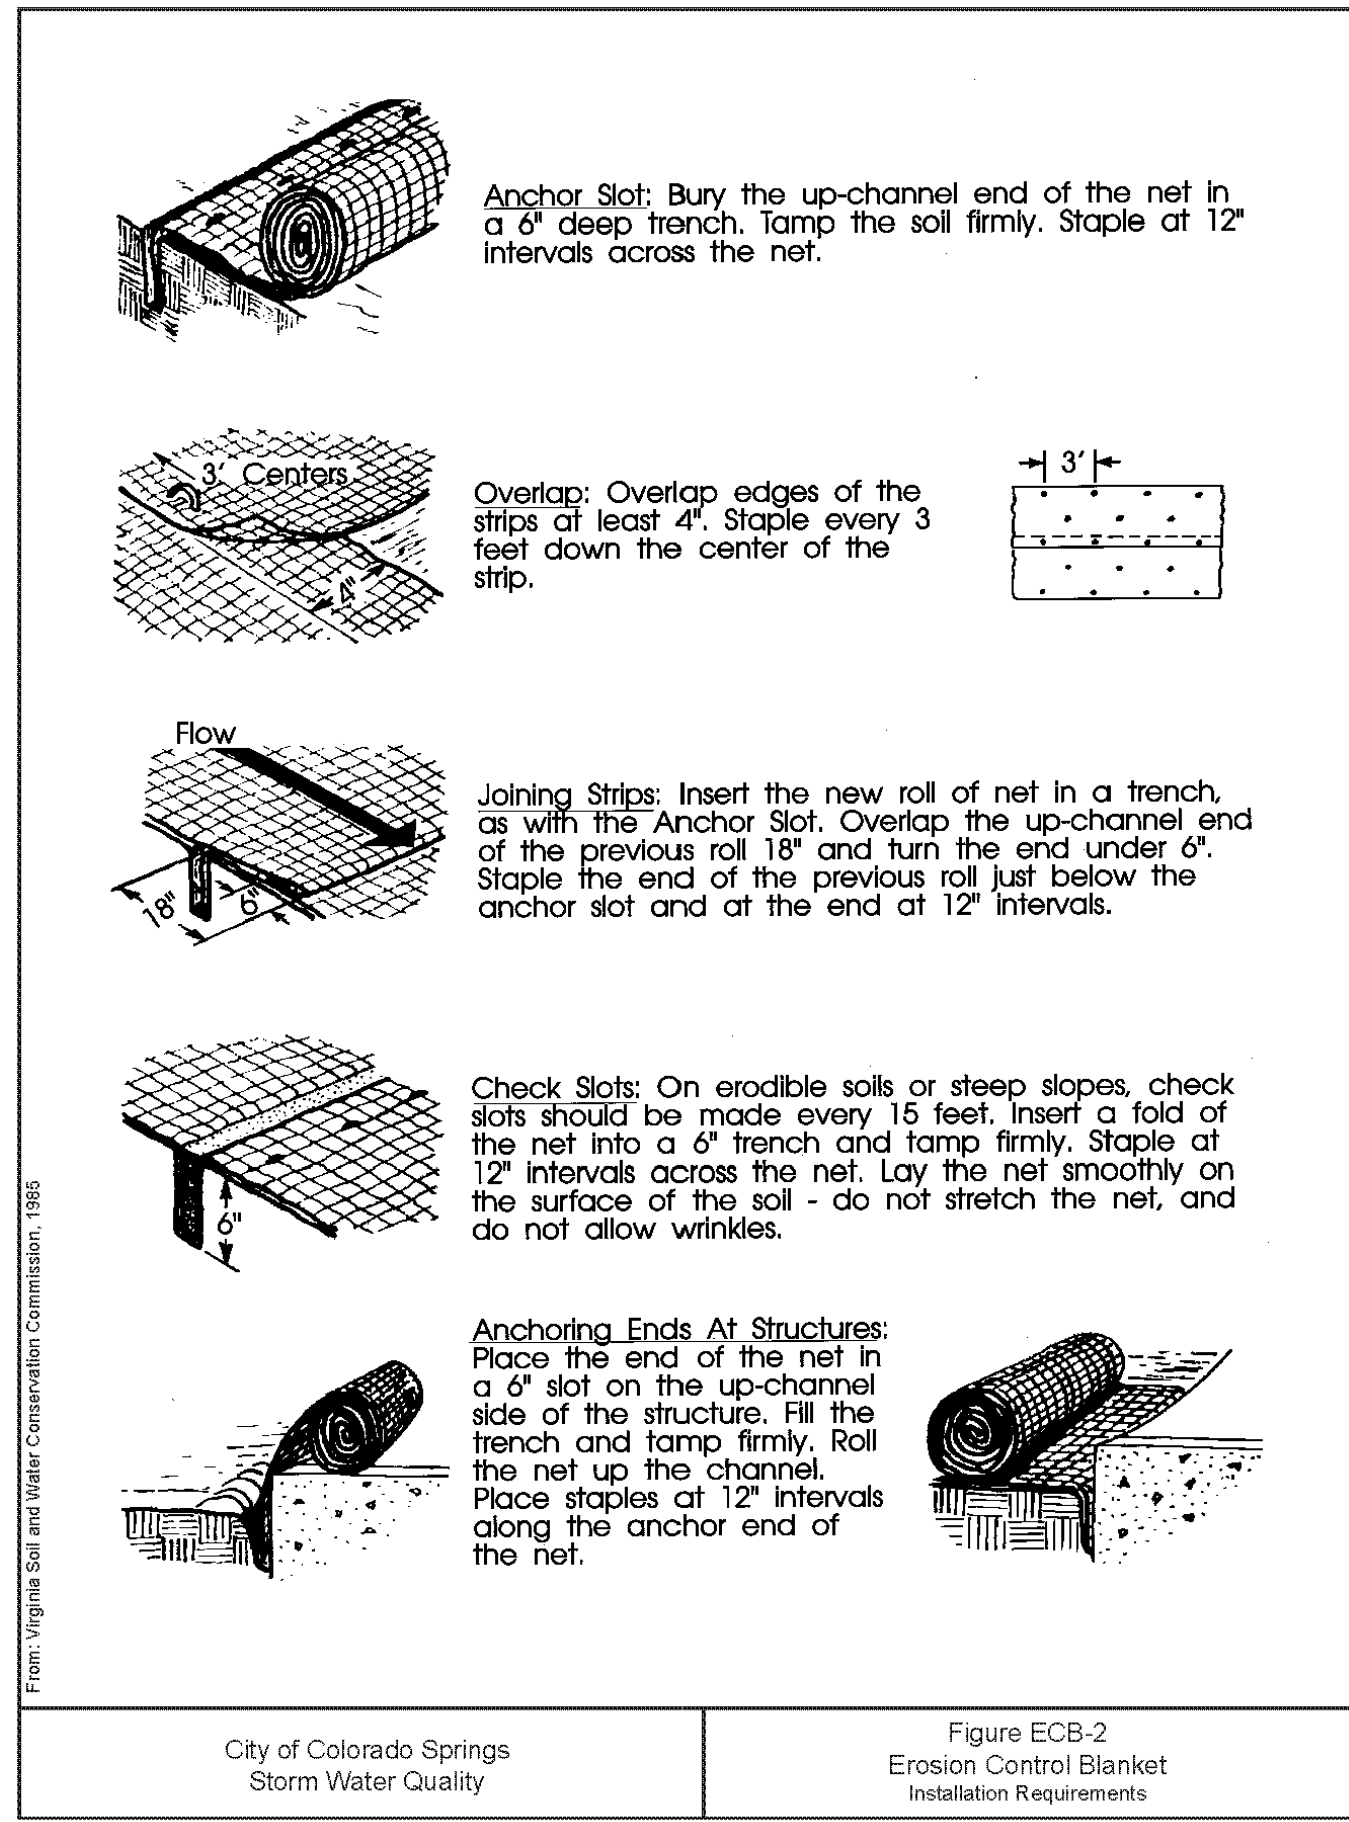 Anchor Slot: Bury the up-channel end of the net in
a 6" deep trench. Tamp the soil firmly. Staple at 12"
intervals across the net.
3' Centers
4"
Overlap: Overlap edges of the
strips at least 4". Staple every 3
feet down the center of the
strip.
3'
Flow
18"
6"
Joining Strips: Insert the new roll of net in a trench,
as with the Anchor Slot. Overlap the up-channel end
of the previous roll 18" and turn the end under 6".
Staple the end of the previous roll just below the
anchor slot and at the end at 12" intervals.
6"
Check Slots: On erodible soils or steep slopes, check
slots should be made every 15 feet. Insert a fold of
the net into a 6" trench and tamp firmly. Staple at
12" intervals across the net. Lay the net smoothly on
the surface of the soil - do not stretch the net, and
do not allow wrinkles.
Anchoring Ends At Structures:
Place the end of the net in
a 6" slot on the up-channel
side of the structure. Fill the
trench and tamp firmly. Roll
the net up the channel.
Place staples at 12" intervals
along the anchor end of
the net.
From: Virginia Soil and Water Conservation Commission, 1985
City of Colorado Springs
Storm Water Quality
Figure ECB-2
Erosion Control Blanket
Installation Requirements